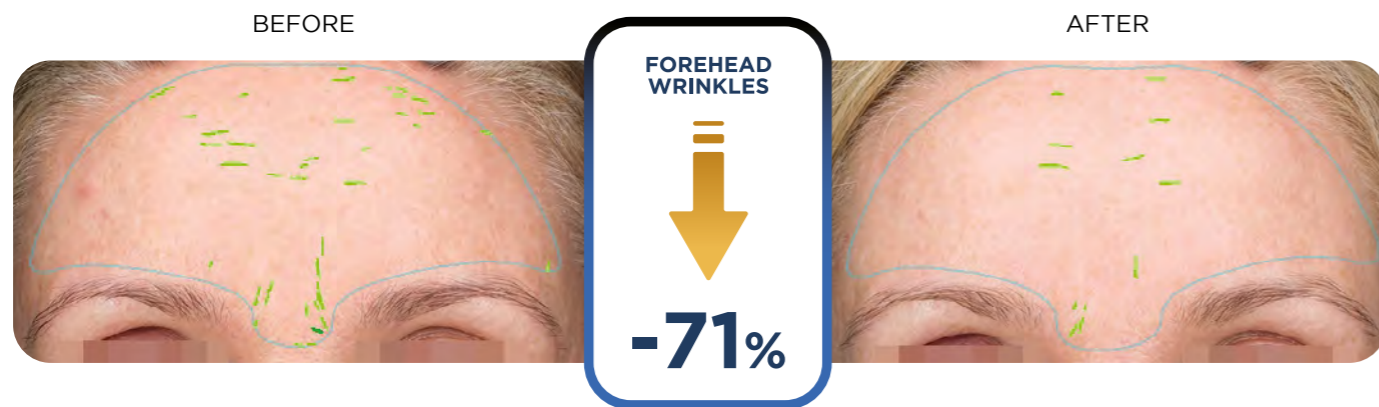 BEFORE
FOREHEAD
WRINKLES
-71%
AFTER